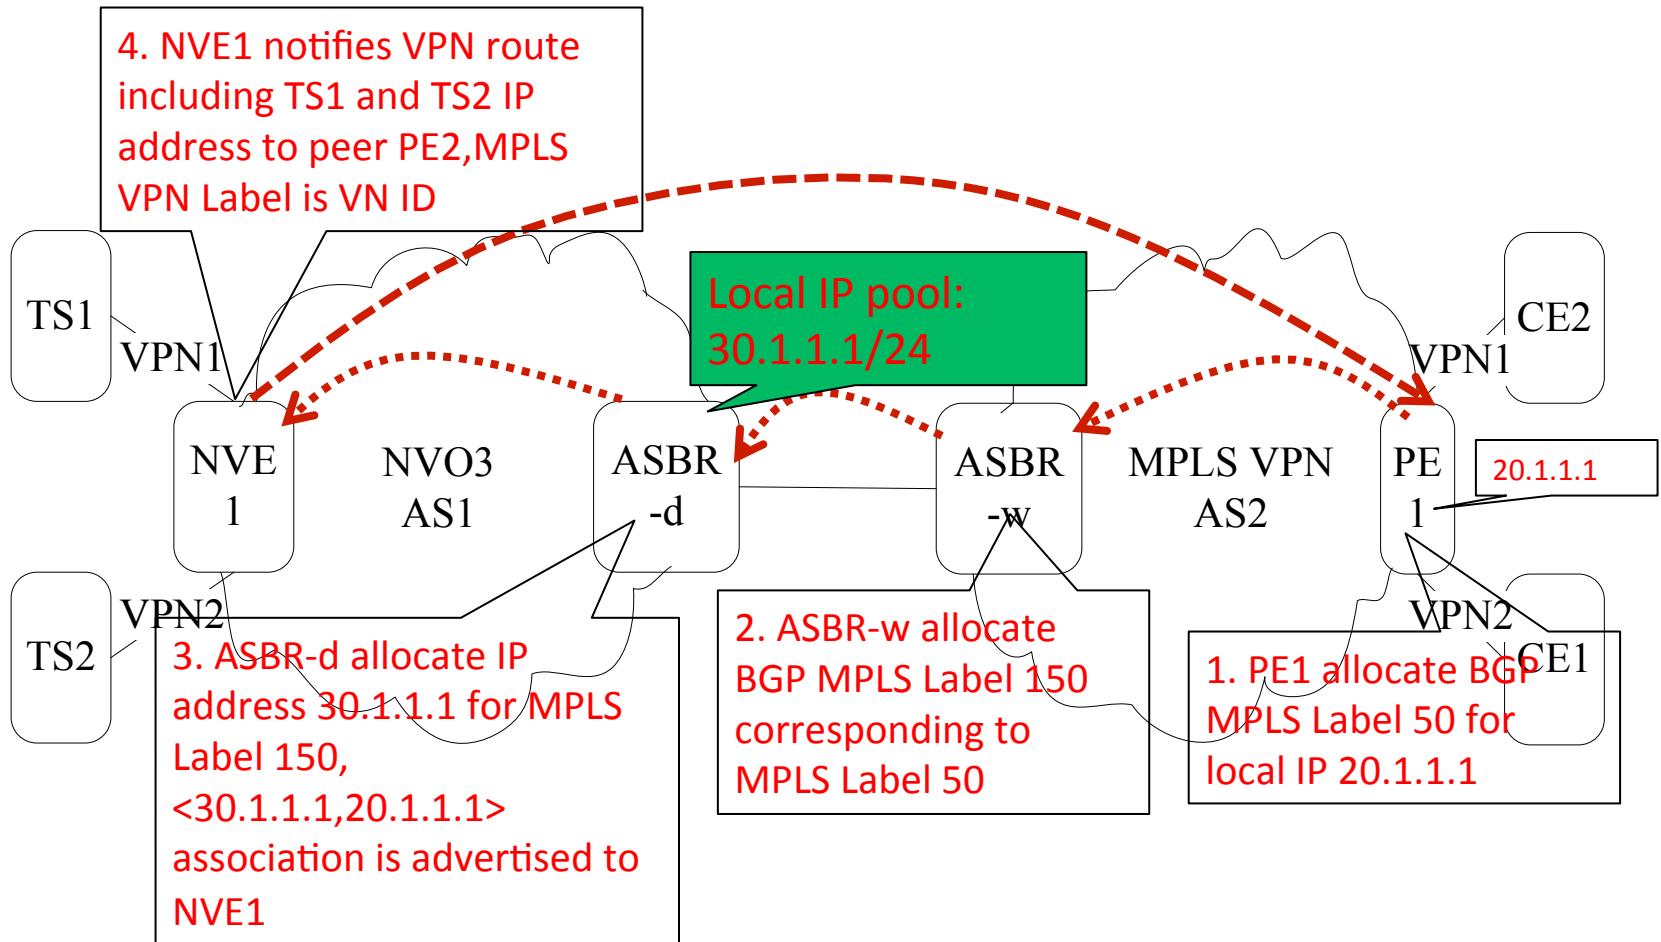 4. NVE1 notifies VPN route
including TS1 and TS2 IP
address to peer PE2,MPLS
VPN Label is VN ID
TS1
VPN1
Local IP pool:
30.1.1.1/24
CE2
VPN1
NVE
1
NVO3
AS1
ASBR
-d
ASBR
-w
MPLS VPN
AS2
PE
1
20.1.1.1
TS2
VPN2
3. ASBR-d allocate IP
address 30.1.1.1 for MPLS
Label 150,
<30.1.1.1,20.1.1.1>
association is advertised to
NVE1
2. ASBR-w allocate
BGP MPLS Label 150
corresponding to
MPLS Label 50
VPN2
CE1
1. PE1 allocate BGP
MPLS Label 50 for
local IP 20.1.1.1